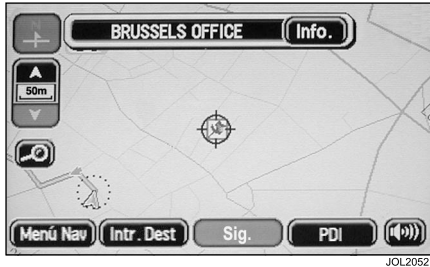 N
BRUSSELS OFFICE Info.
50m
Menú Nav Intr. Dest Sig. PDI
JOL2052